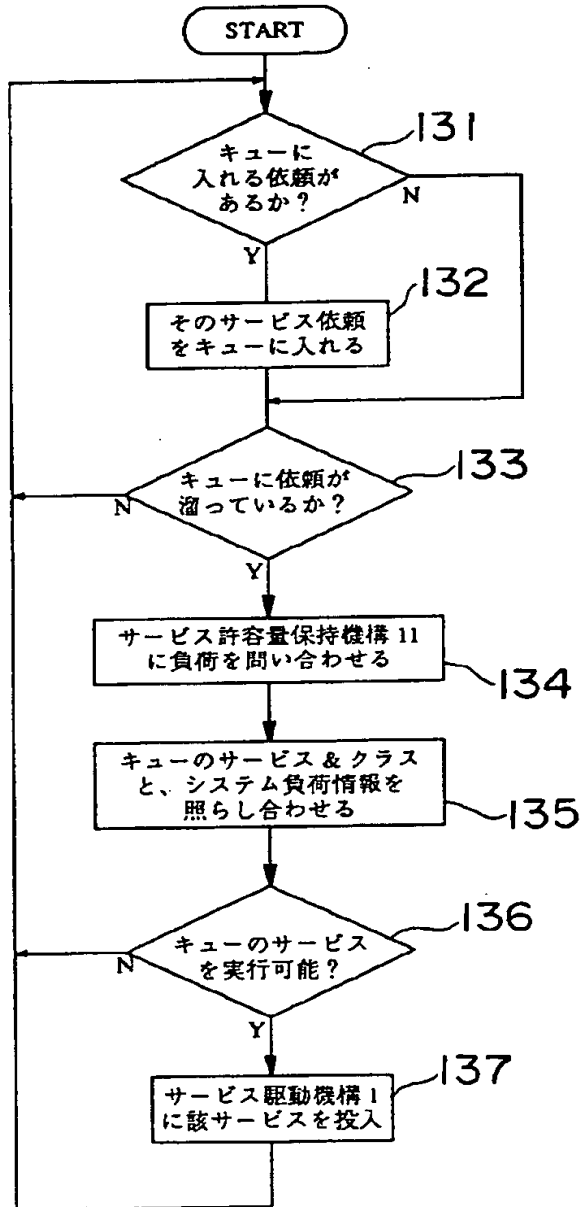 START
131
キューに
入れる依頼が
あるか?
N
Y
132
そのサービス依頼
をキューに入れる
133
キューに依頼が
溜っているか?
N
Y
サービス許容量保持機構11
に負荷を問い合わせる
134
キューのサービス&クラス
と、システム負荷情報を
照らし合わせる
135
136
キューのサービス
を実行可能?
N
Y
137
サービス駆動機構1
に該サービスを投入